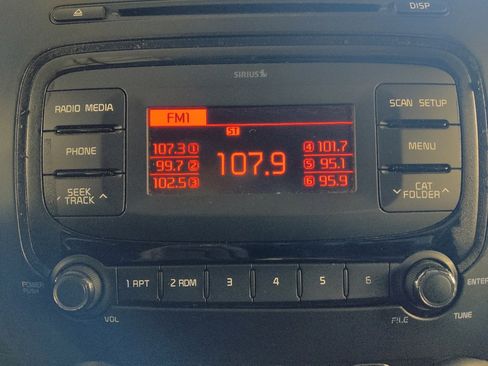 DISP
SIRIUS
RADIO MEDIA
SCAN SETUP
FM1
ST
PHONE
MENU
107.3 1
4 101.7
99.7 2
107.9
5 95.1
102.5 3
6 95.9
SEEK
TRACK
CAT
FOLDER
POWER
PUSH
1 RPT
2 RDM
3
4
5
6
ENTER
VOL
FILE
TUNE